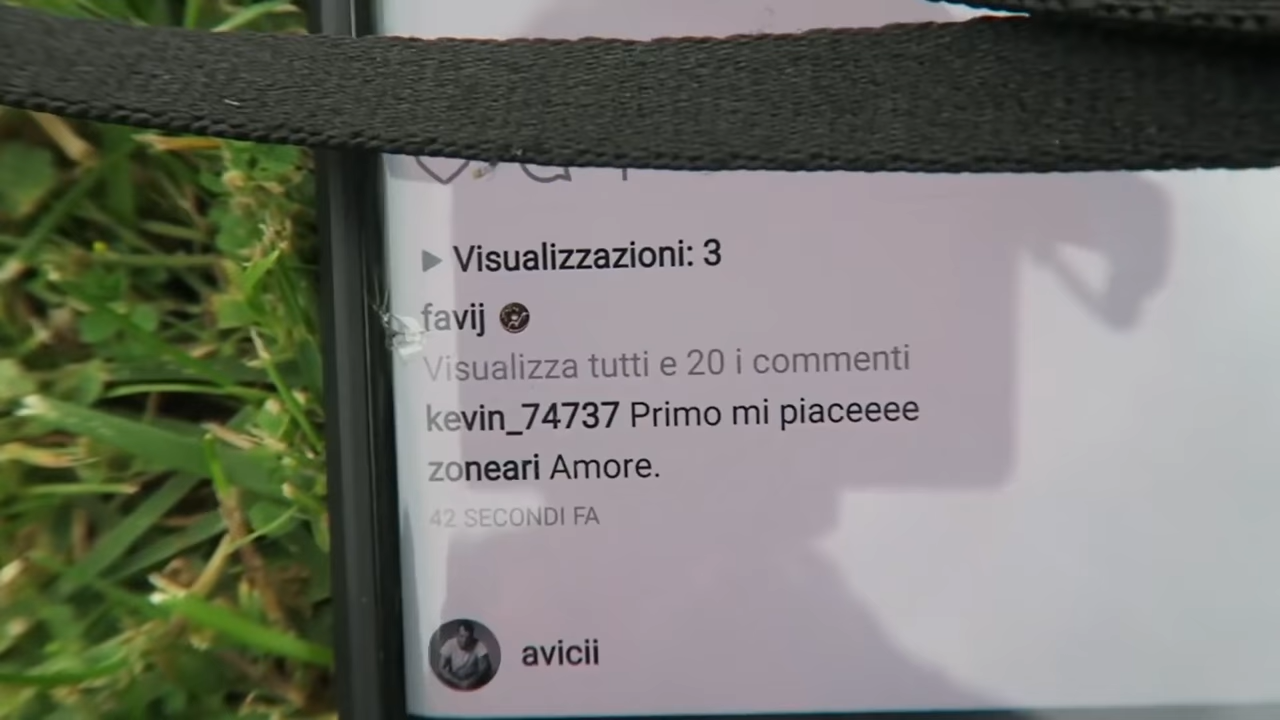 Visualizzazioni: 3
favij
Visualizza tutti e 20 i commenti
kevin_74737 Primo mi piaceeee
zoneari Amore.
42 SECONDI FA
avicii